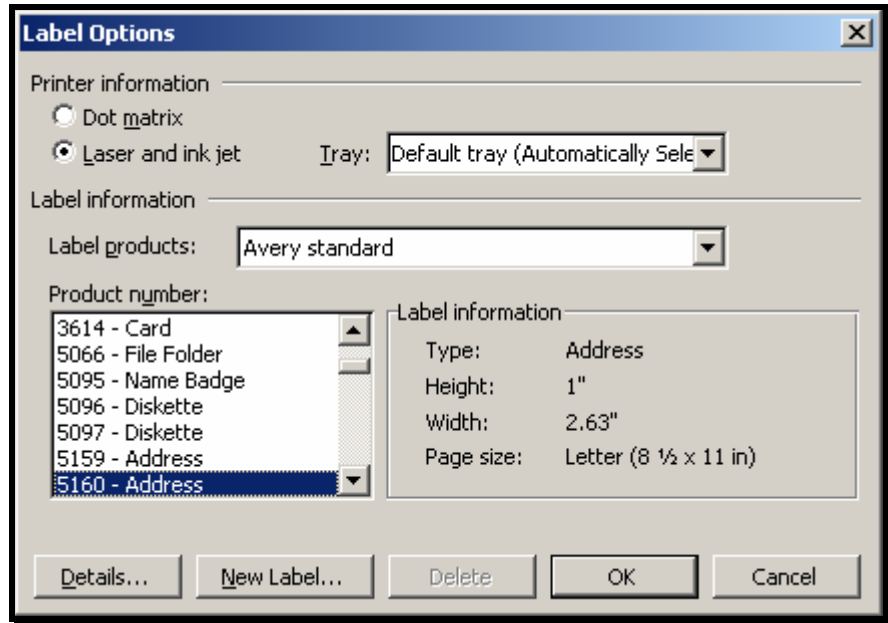 Label Options
Printer information
Dot matrix
Laser and ink jet Tray: Default tray (Automatically Sele
Label information
Label products: Avery standard
Product number:
3614 - Card
5066 - File Folder
5095 - Name Badge
5096 - Diskette
5097 - Diskette
5159 - Address
5160 - Address
Label information
Type: Address
Height: 1"
Width: 2.63"
Page size: Letter (8 ½ x 11 in)
Details... New Label... Delete OK Cancel